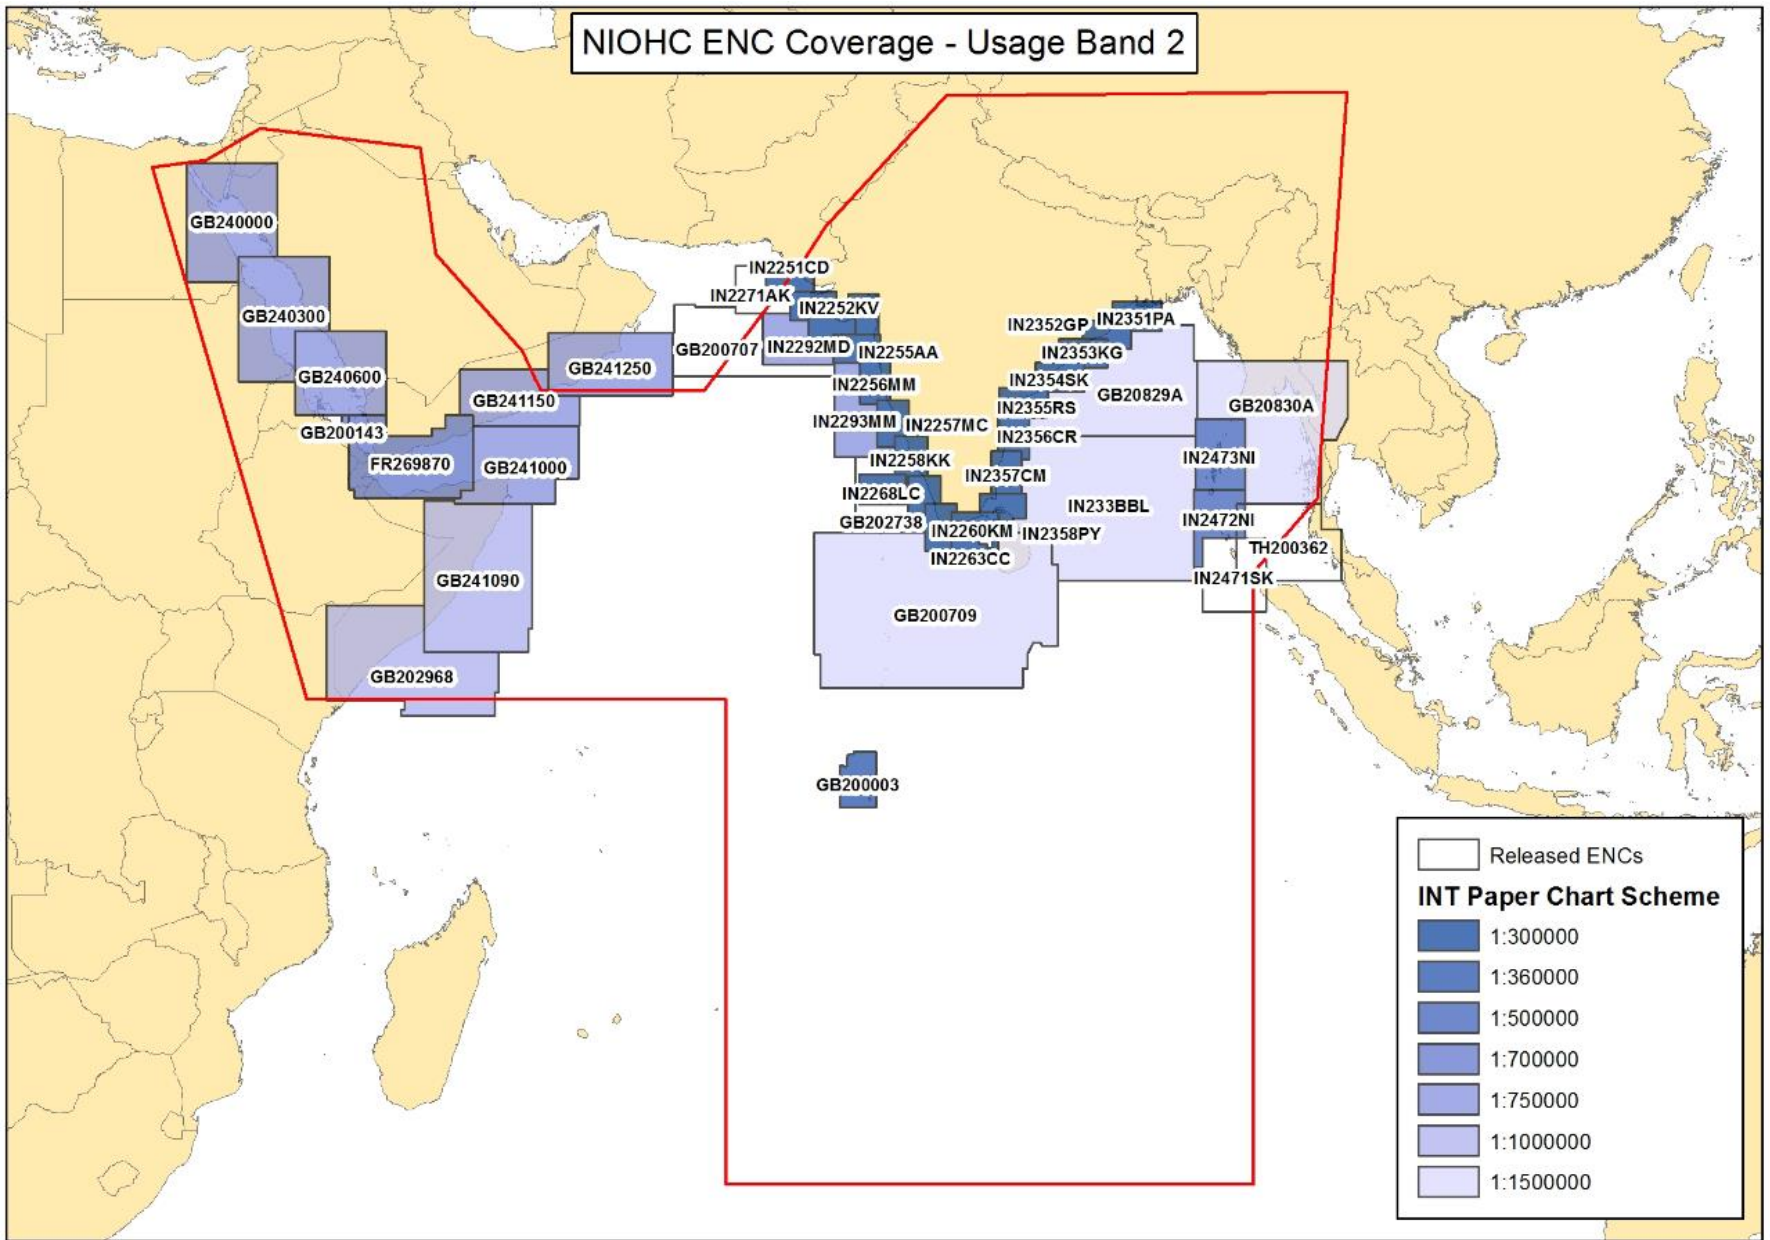 NIOHC ENC Coverage - Usage Band 2
GB240000
IN2251CD
IN2271AK
IN2252KV
GB240300
IN2352GP
IN2351PA
GB200707
IN2292MD
IN2255AA
IN2353KG
GB241250
GB240600
IN2256MM
IN2354SK
GB20829A
GB241150
GB20830A
IN2355RS
IN2293MM
IN2257MC
GB200143
IN2356CR
FR269870
GB241000
IN2258KK
IN2473NI
IN2357CM
IN2268LC
IN233BBL
GB202738
IN2472NI
IN2260KM
IN2358PY
TH200362
IN2263CC
GB241090
IN2471SK
GB200709
GB202968
GB200003
Released ENCs
INT Paper Chart Scheme
1:300000
1:360000
1:500000
1:700000
1:750000
1:1000000
1:1500000